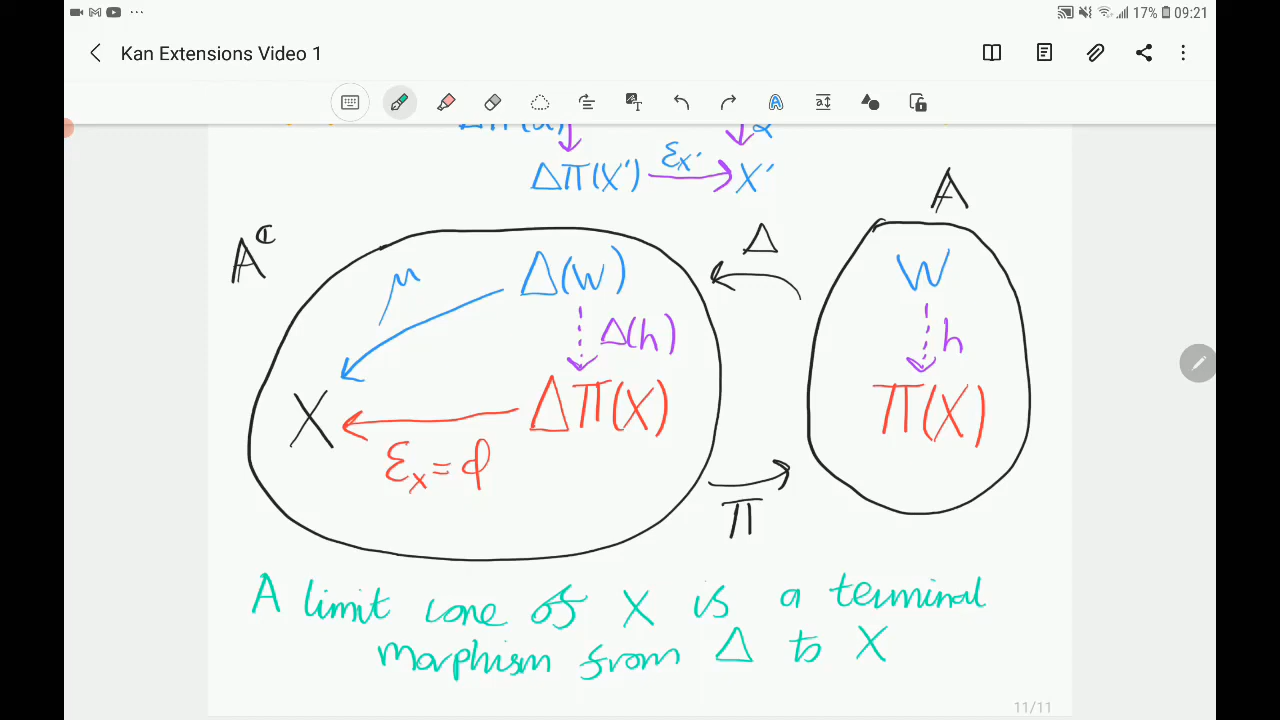 17% 09:21
Kan Extensions Video 1
ΔΠ(X′) ε_X′ X′
𝔸^ℂ
μ
Δ(W)
Δ
𝔸
W
Δ(h)
h
X
ΔΠ(X)
Π(X)
ε_X = φ
Π
A limit cone of X is a terminal
morphism from Δ to X
11/11